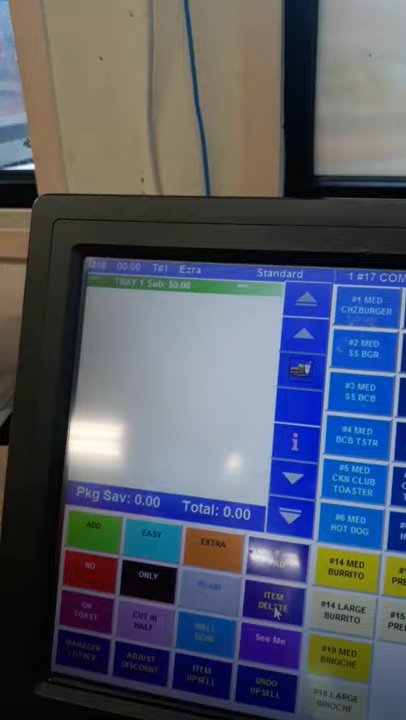 #218 00:00 T#1 Ezra Standard 1 #17 COM
TRAY 1 Sub: $0.00
#1 MED
CHZBURGER
#2 MED
SS BGR
#3 MED
SS BCB
#4 MED
BCB TSTR
#5 MED
CKN CLUB
TOASTER
#6 MED
HOT DOG
i
Pkg Sav: 0.00 Total: 0.00
ADD
EASY
EXTRA
#14 MED
BURRITO
NO
ONLY
PLAIN
ITEM
DELETE
#14 LARGE
BURRITO
#15
ON
TOAST
CUT IN
HALF
WELL
DONE
See Me
#19 MED
BRIOCHE
ADJUST
DISCOUNT
ITEM
UPSELL
UNDO
UPSELL
LARGE
BRIOCHE
MANAGER